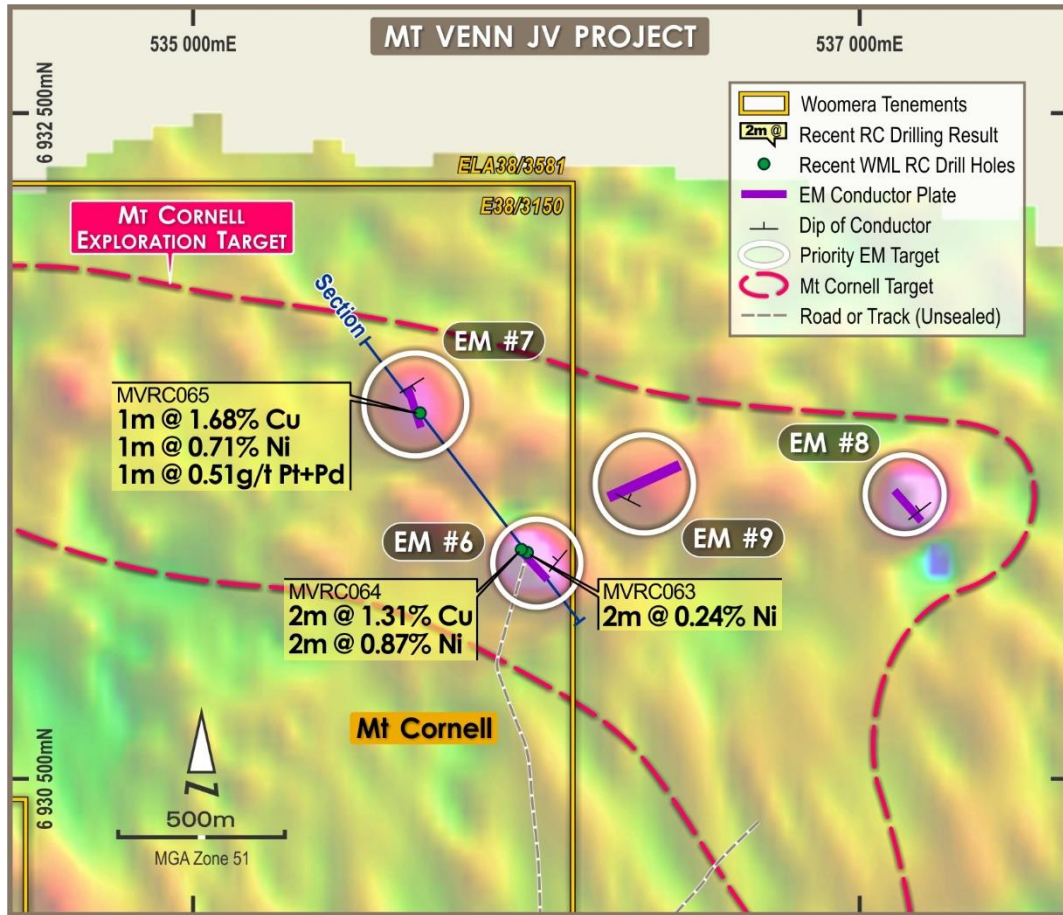 MT VENN JV PROJECT
535 000mE
537 000mE
6 932 500mN
Woomera Tenements
2m @
Recent RC Drilling Result
Recent WML RC Drill Holes
EM Conductor Plate
Dip of Conductor
Priority EM Target
Mt Cornell Target
Road or Track (Unsealed)
ELA38/3581
E38/3150
MT CORNELL
EXPLORATION TARGET
Section
EM #7
MVRC065
1m @ 1.68% Cu
1m @ 0.71% Ni
1m @ 0.51g/t Pt+Pd
EM #8
EM #9
EM #6
MVRC064
2m @ 1.31% Cu
2m @ 0.87% Ni
MVRC063
2m @ 0.24% Ni
Mt Cornell
6 930 500mN
N
500m
MGA Zone 51